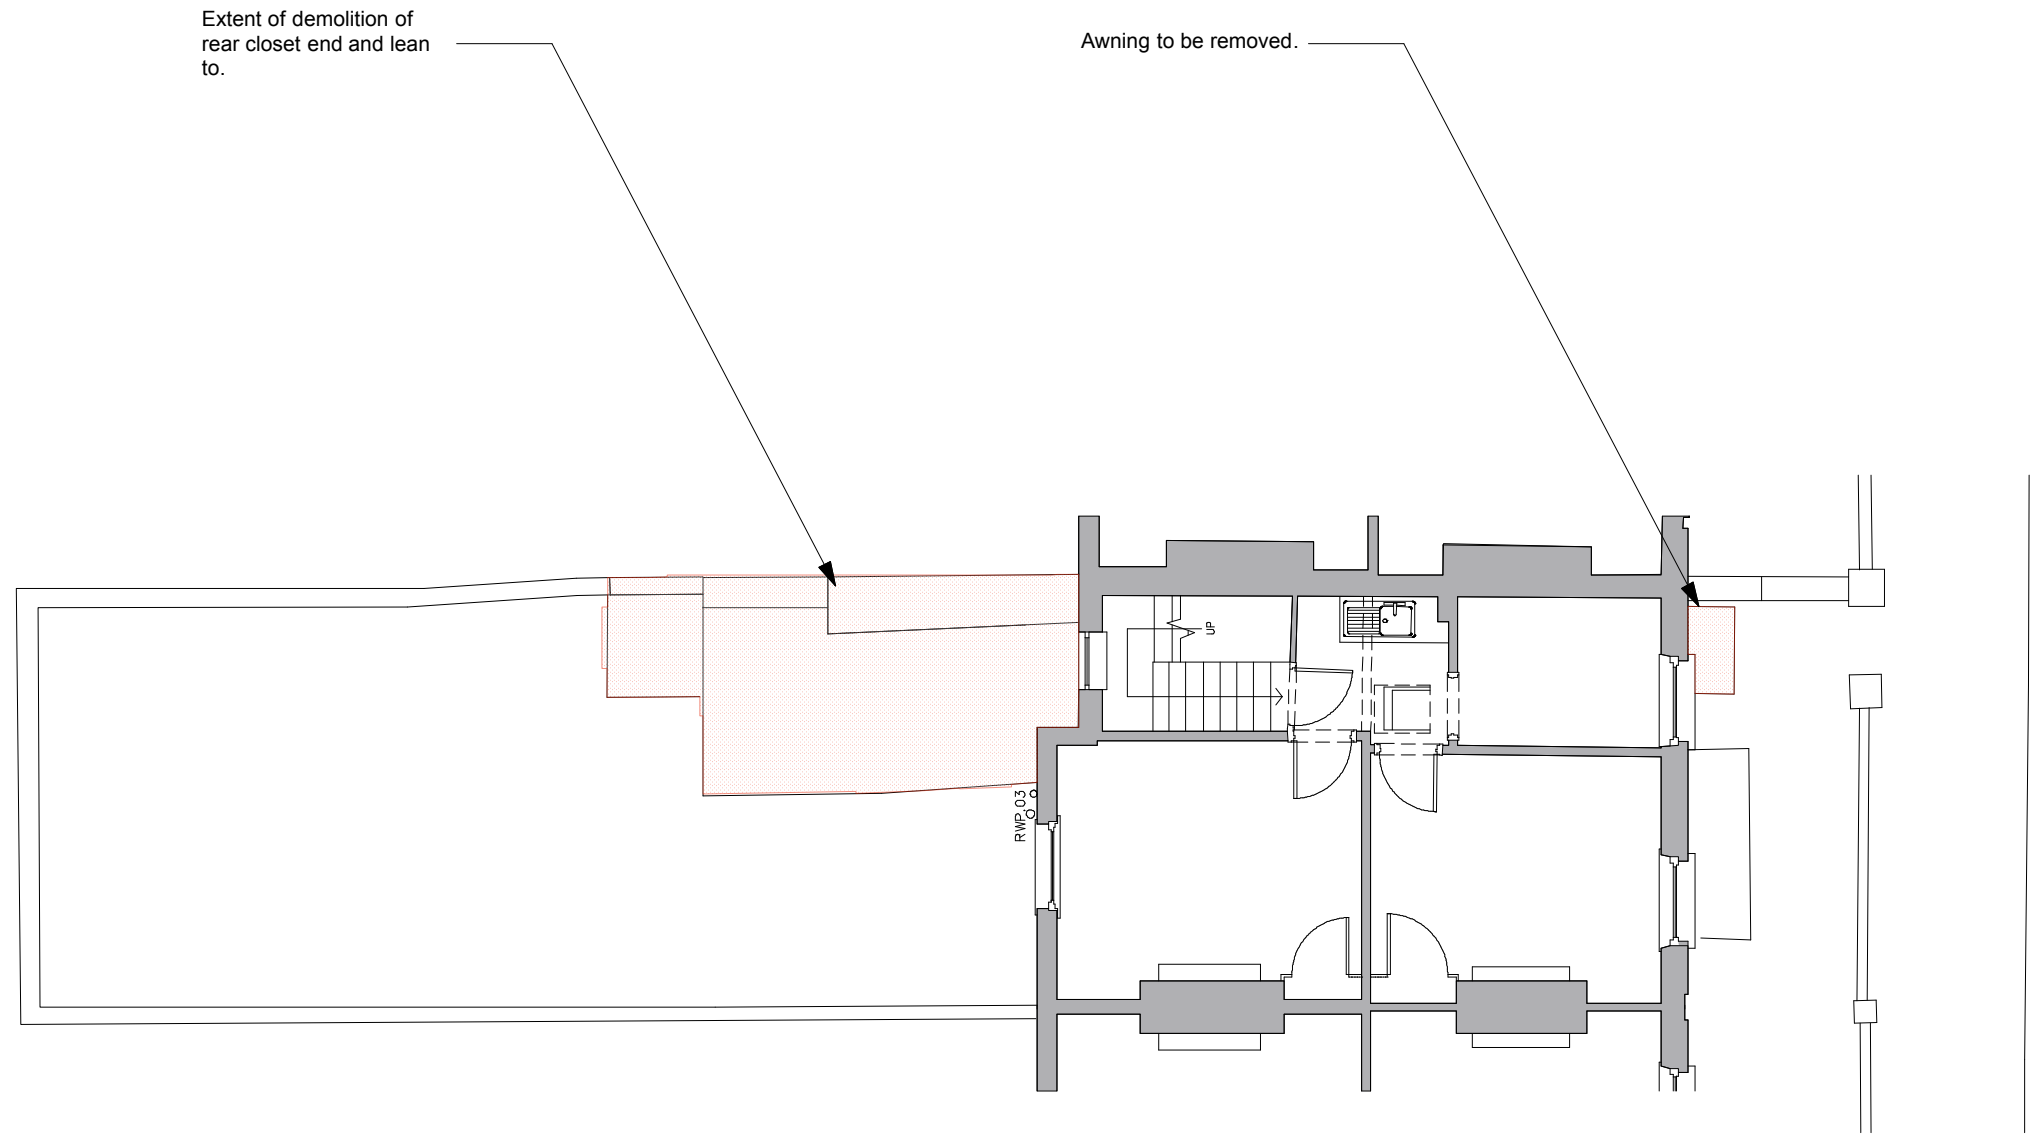 Extent of demolition of
rear closet end and lean
to.
Awning to be removed.
UP
RWP.03